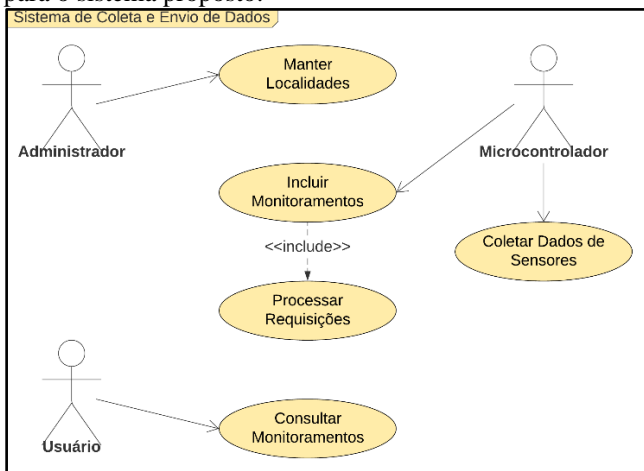 para o sistema proposto.
Sistema de Coleta e Envio de Dados
Manter
Localidades
Administrador
Microcontrolador
Incluir
Monitoramentos
<<include>>
Coletar Dados de
Sensores
Processar
Requisições
Consultar
Monitoramentos
Usuário